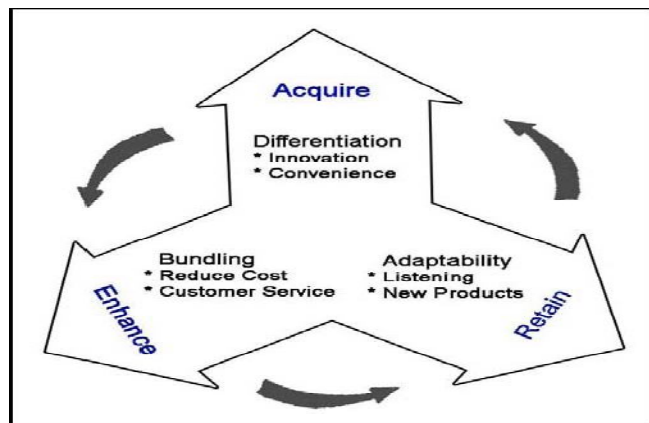 Acquire
Differentiation
* Innovation
* Convenience
Bundling
* Reduce Cost
* Customer Service
Enhance
Adaptability
* Listening
* New Products
Retain